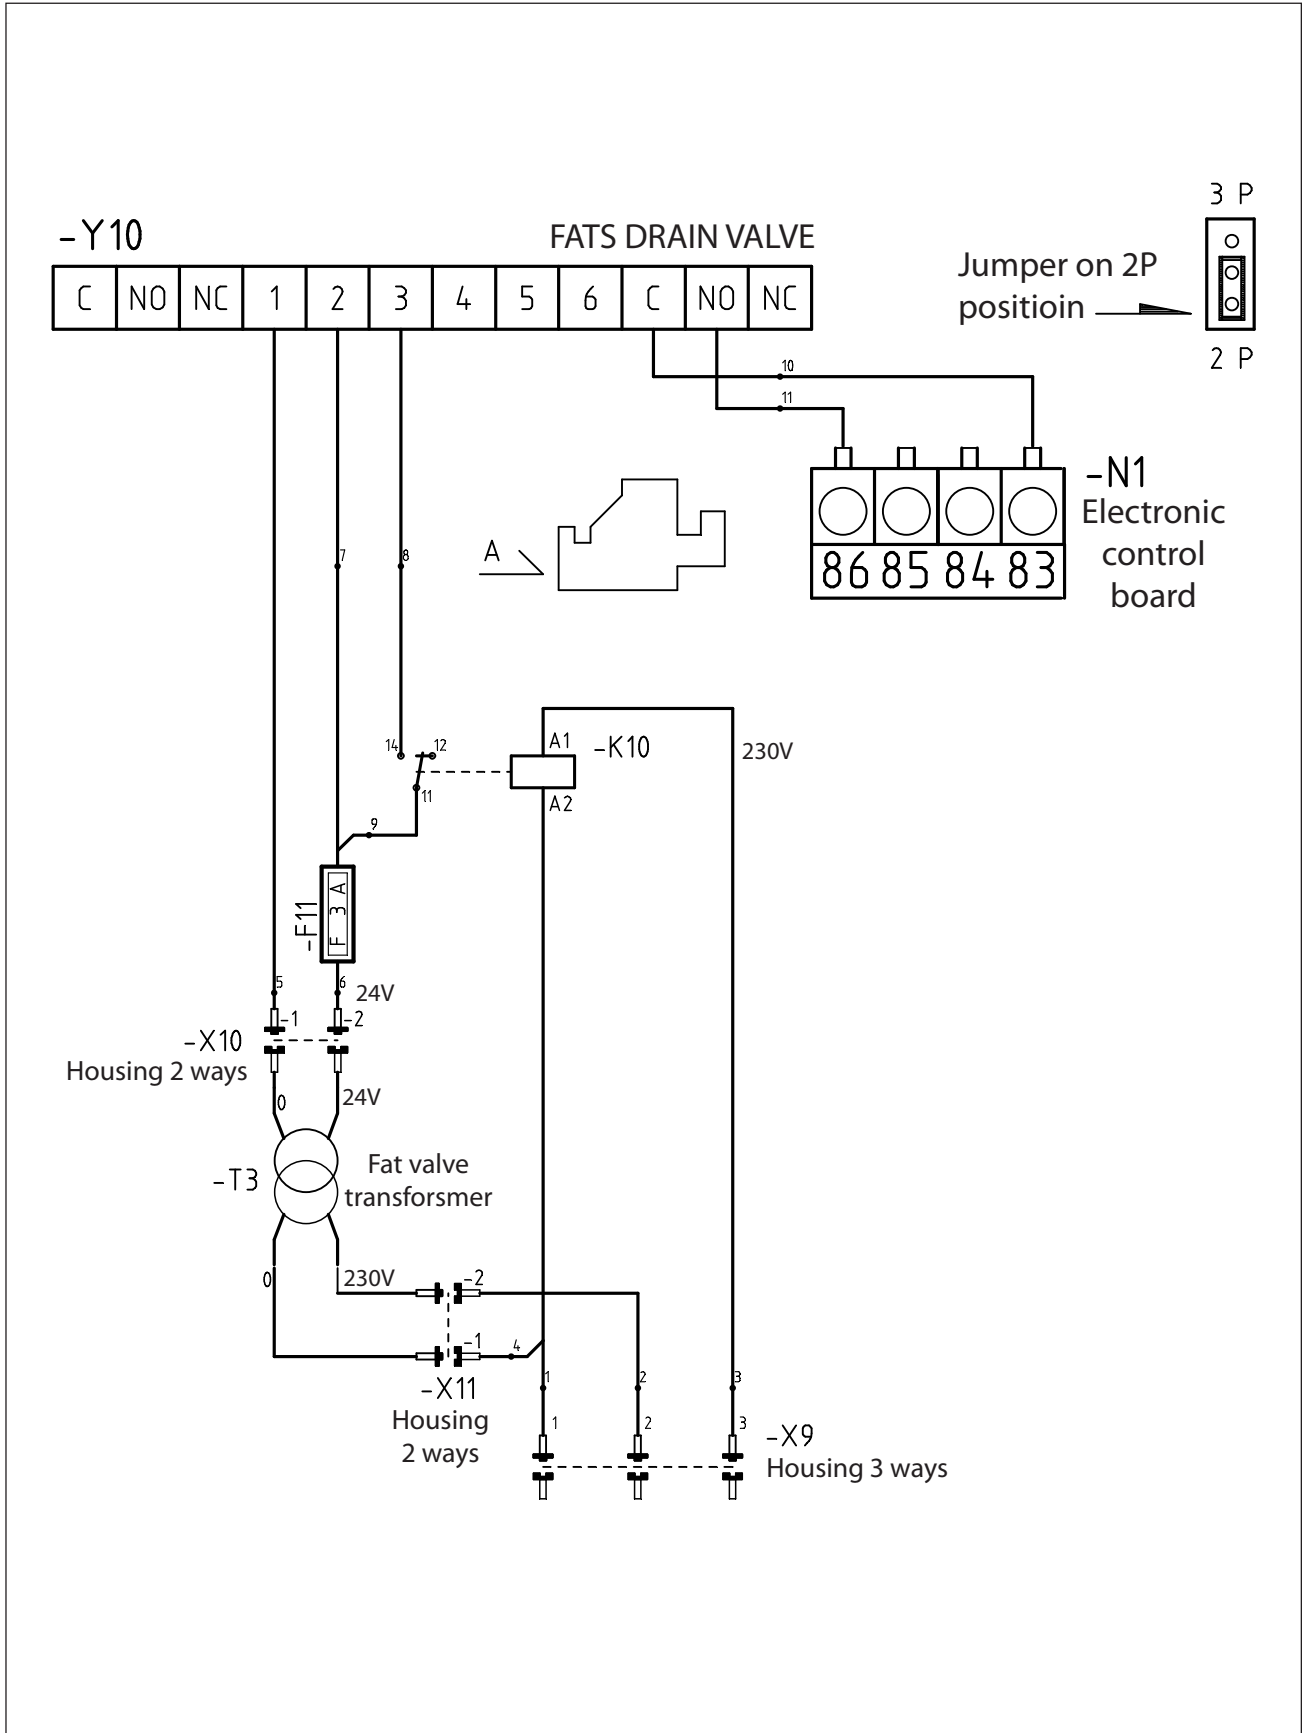 3 P
-Y10
FATS DRAIN VALVE
Jumper on 2P
positioin
C NO NC 1 2 3 4 5 6 C NO NC
2 P
10
11
-N1
Electronic
control
board
86 85 84 83
7
8
A
14
12
11
A1
-K10
A2
230V
9
-F11
F 3 A
5
6
24V
-1
-2
-X10
Housing 2 ways
0
24V
-T3
Fat valve
transforsmer
0
230V
-2
-1
4
-X11
Housing
2 ways
1
2
3
1
2
3
-X9
Housing 3 ways